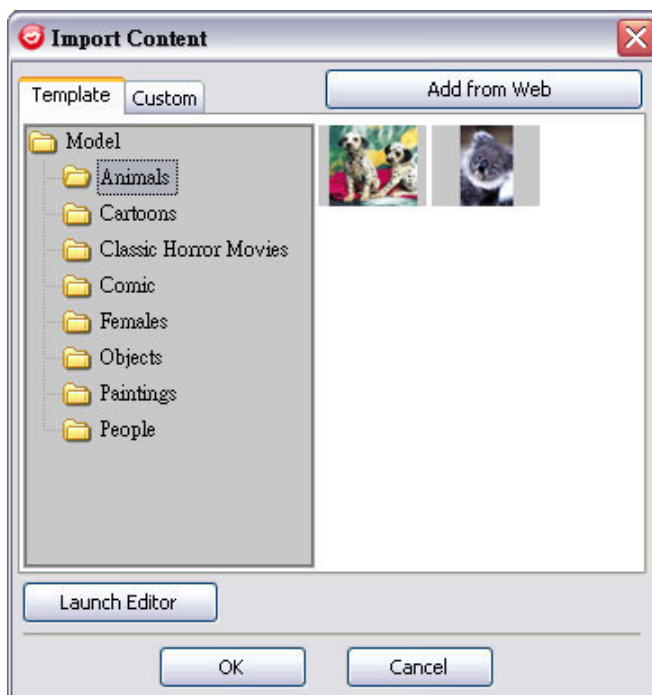 Import Content
Template
Custom
Add from Web
Model
Animals
Cartoons
Classic Horror Movies
Comic
Females
Objects
Paintings
People
Launch Editor
OK
Cancel